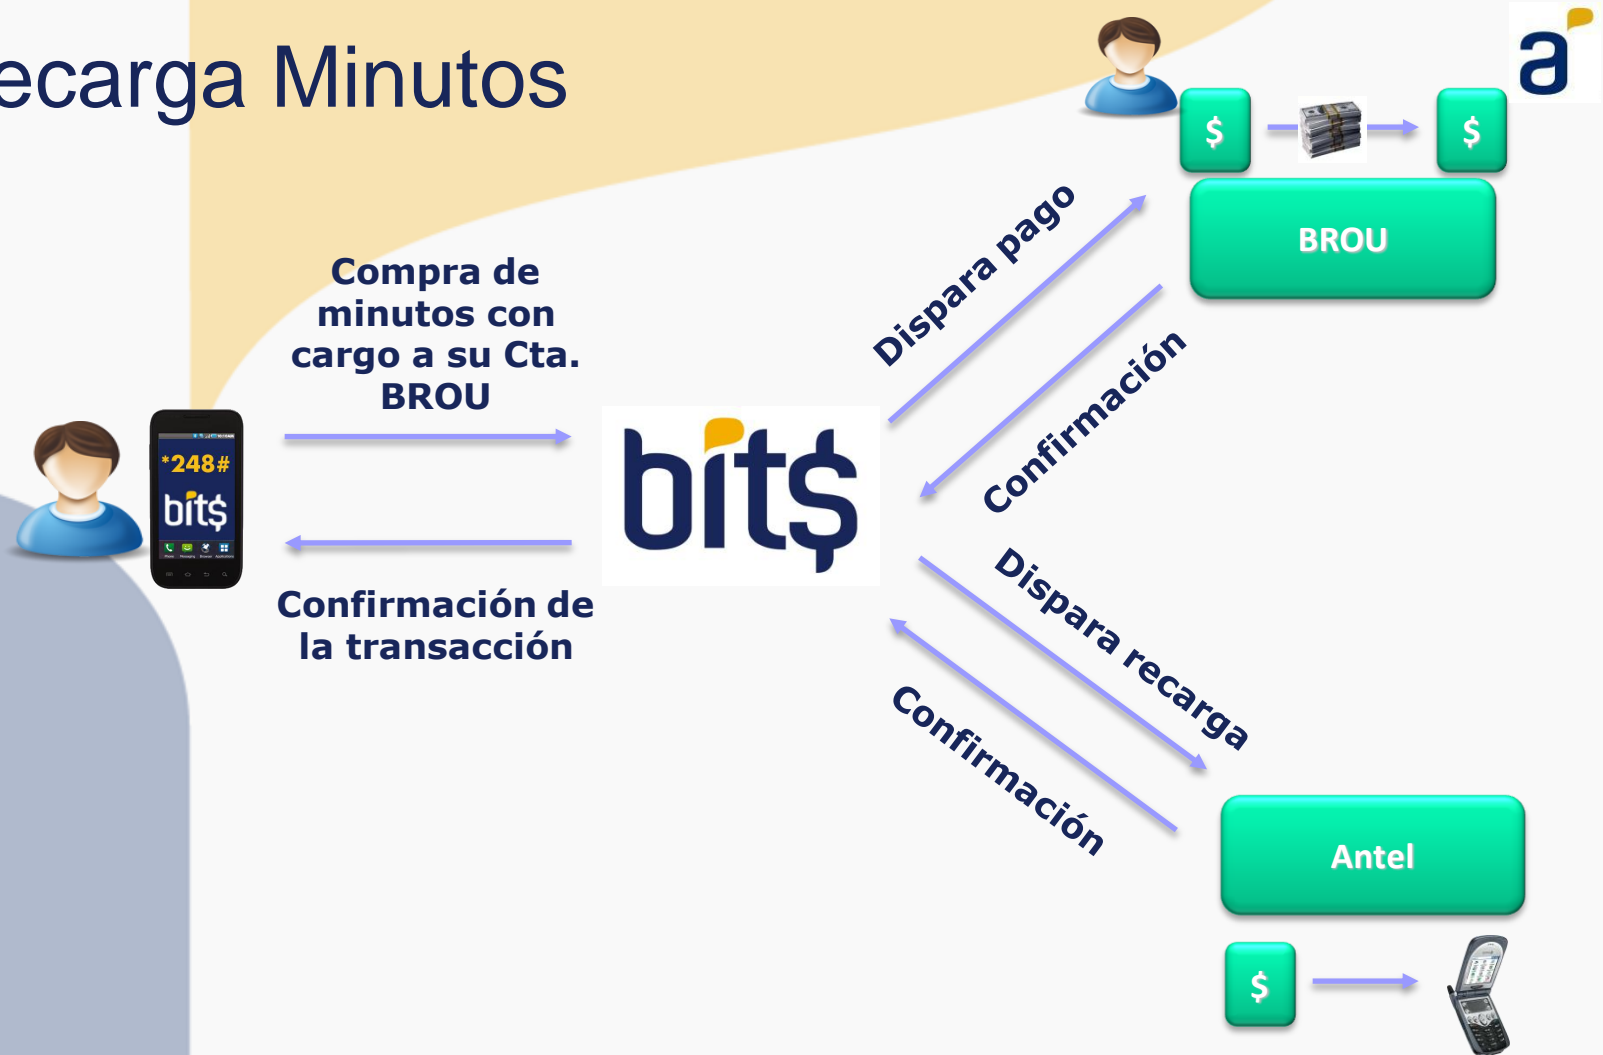 ecarga Minutos
a
$
$
BROU
Dispara pago
Confirmación
Compra de
minutos con
cargo a su Cta.
BROU
*248#
bits
bit$
Confirmación de
la transacción
Dispara recarga
Confirmación
Antel
$